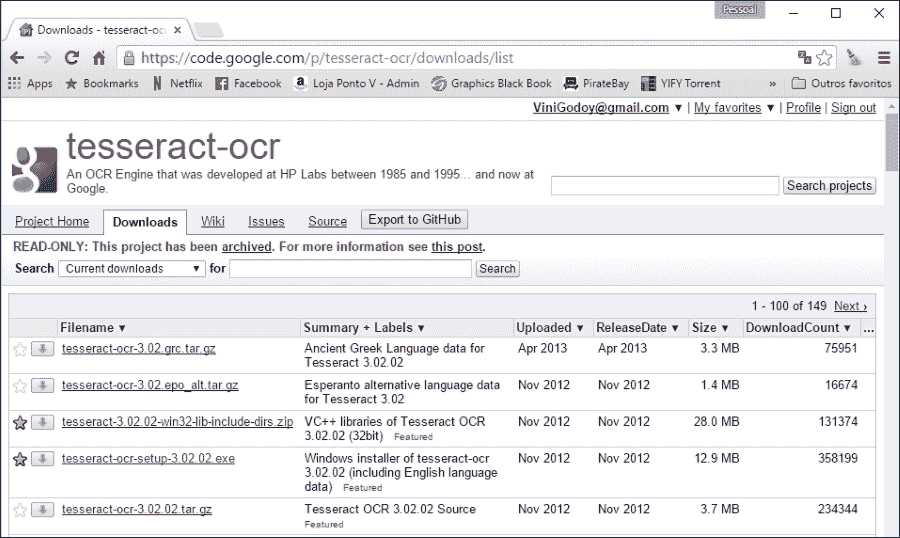 Pessoal
Downloads - tesseract-oc
https://code.google.com/p/tesseract-ocr/downloads/list
Apps Bookmarks Netflix Facebook Loja Ponto V - Admin Graphics Black Book PirateBay YIFY Torrent » Outros favoritos
ViniGodoy@gmail.com ▼ | My favorites ▼ | Profile | Sign out
tesseract-ocr
An OCR Engine that was developed at HP Labs between 1985 and 1995... and now at
Google.
Search projects
Project Home Downloads Wiki Issues Source Export to GitHub
READ-ONLY: This project has been archived. For more information see this post.
Search Current downloads ▼ for Search
1 - 100 of 149 Next ›
Filename ▼ Summary + Labels ▼ Uploaded ▼ ReleaseDate ▼ Size ▼ DownloadCount ▼ ...
tesseract-ocr-3.02.grc.tar.gz Ancient Greek Language data for Apr 2013 Apr 2013 3.3 MB 75951
Tesseract 3.02.02
tesseract-ocr-3.02.epo_alt.tar.gz Esperanto alternative language data Nov 2012 Nov 2012 1.4 MB 16674
for Tesseract 3.02
tesseract-3.02.02-win32-lib-include-dirs.zip VC++ libraries of Tesseract OCR Nov 2012 Nov 2012 28.0 MB 131374
3.02.02 (32bit) Featured
tesseract-ocr-setup-3.02.02.exe Windows installer of tesseract-ocr Nov 2012 Nov 2012 12.9 MB 358199
3.02.02 (including English language
data) Featured
tesseract-ocr-3.02.02.tar.gz Tesseract OCR 3.02.02 Source Nov 2012 Nov 2012 3.7 MB 234344
Featured